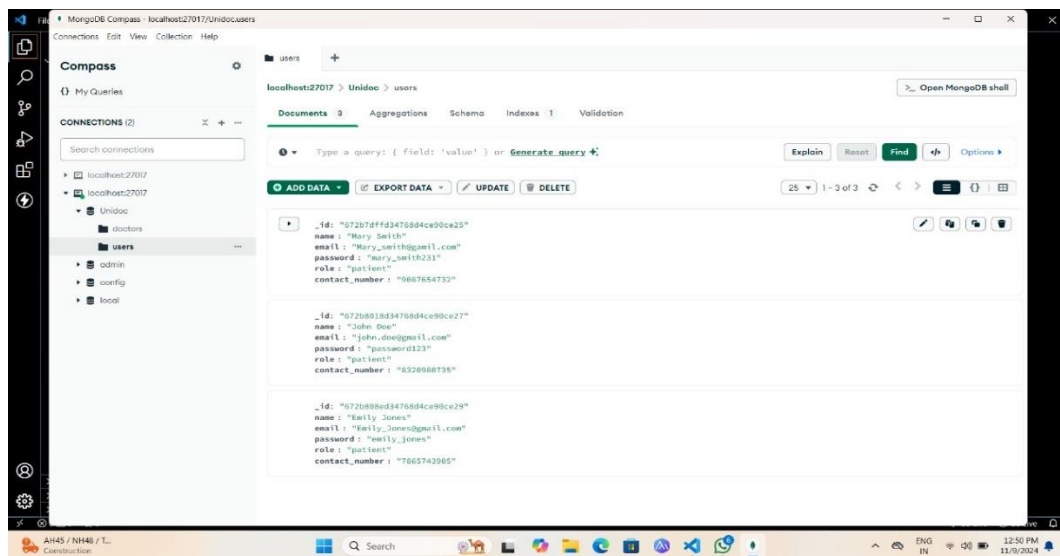 File
MongoDB Compass - localhost:27017/Unidoc.users
Connections Edit View Collection Help
Compass
{} My Queries
CONNECTIONS (2)
Search connections
localhost:27017
localhost:27017
Unidoc
doctors
users
admin
config
local
users
localhost:27017 > Unidoc > users
>_ Open MongoDB shell
Documents 3 Aggregations Schema Indexes 1 Validation
Type a query: { field: 'value' } or Generate query
Explain Reset Find </> Options
ADD DATA EXPORT DATA UPDATE DELETE
25 1 – 3 of 3
_id: "672b7dffd34768d4ce90ce25"
name : "Mary Smith"
email : "Mary_smith@gamil.com"
password : "mary_smith231"
role : "patient"
contact_number : "9087654732"
_id: "672b8018d34768d4ce90ce27"
name : "John Doe"
email : "john.doe@gmail.com"
password : "password123"
role : "patient"
contact_number : "8320980735"
_id: "672b808ed34768d4ce90ce29"
name : "Emily Jones"
email : "Emily_Jones@gmail.com"
password : "emily_jones"
role : "patient"
contact_number : "7865743905"
AH45 / NH48 / T...
Construction
Search
ENG
IN
12:50 PM
11/9/2024